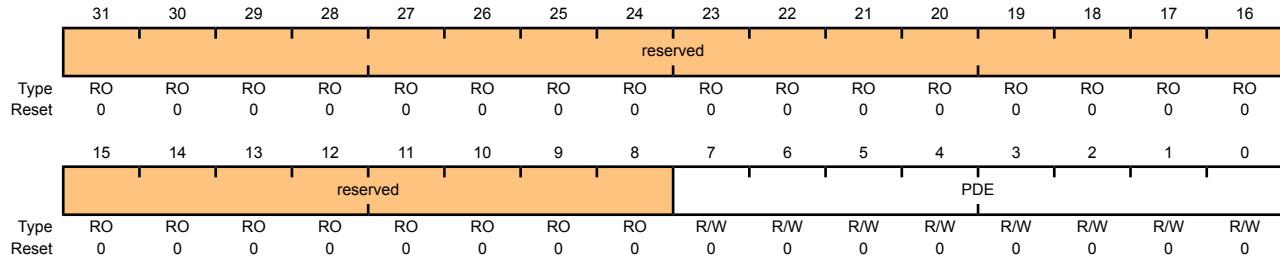 31 30 29 28 27 26 25 24 23 22 21 20 19 18 17 16
reserved
Type RO RO RO RO RO RO RO RO RO RO RO RO RO RO RO RO
Reset 0 0 0 0 0 0 0 0 0 0 0 0 0 0 0 0
15 14 13 12 11 10 9 8 7 6 5 4 3 2 1 0
reserved PDE
Type RO RO RO RO RO RO RO RO R/W R/W R/W R/W R/W R/W R/W R/W
Reset 0 0 0 0 0 0 0 0 0 0 0 0 0 0 0 0